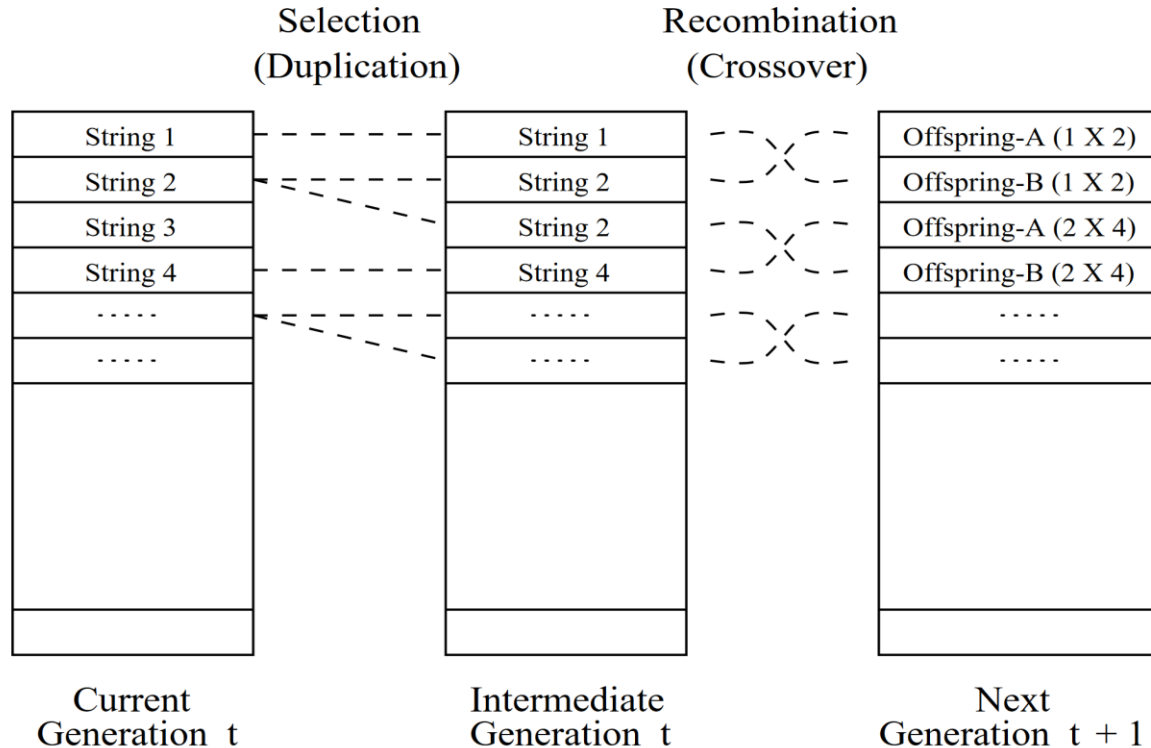 Selection
(Duplication)
Recombination
(Crossover)
String 1
String 2
String 3
String 4
- - - - -
- - - - -
String 1
String 2
String 2
String 4
- - - - -
- - - - -
Offspring-A (1 X 2)
Offspring-B (1 X 2)
Offspring-A (2 X 4)
Offspring-B (2 X 4)
- - - - -
- - - - -
Current
Generation t
Intermediate
Generation t
Next
Generation t + 1